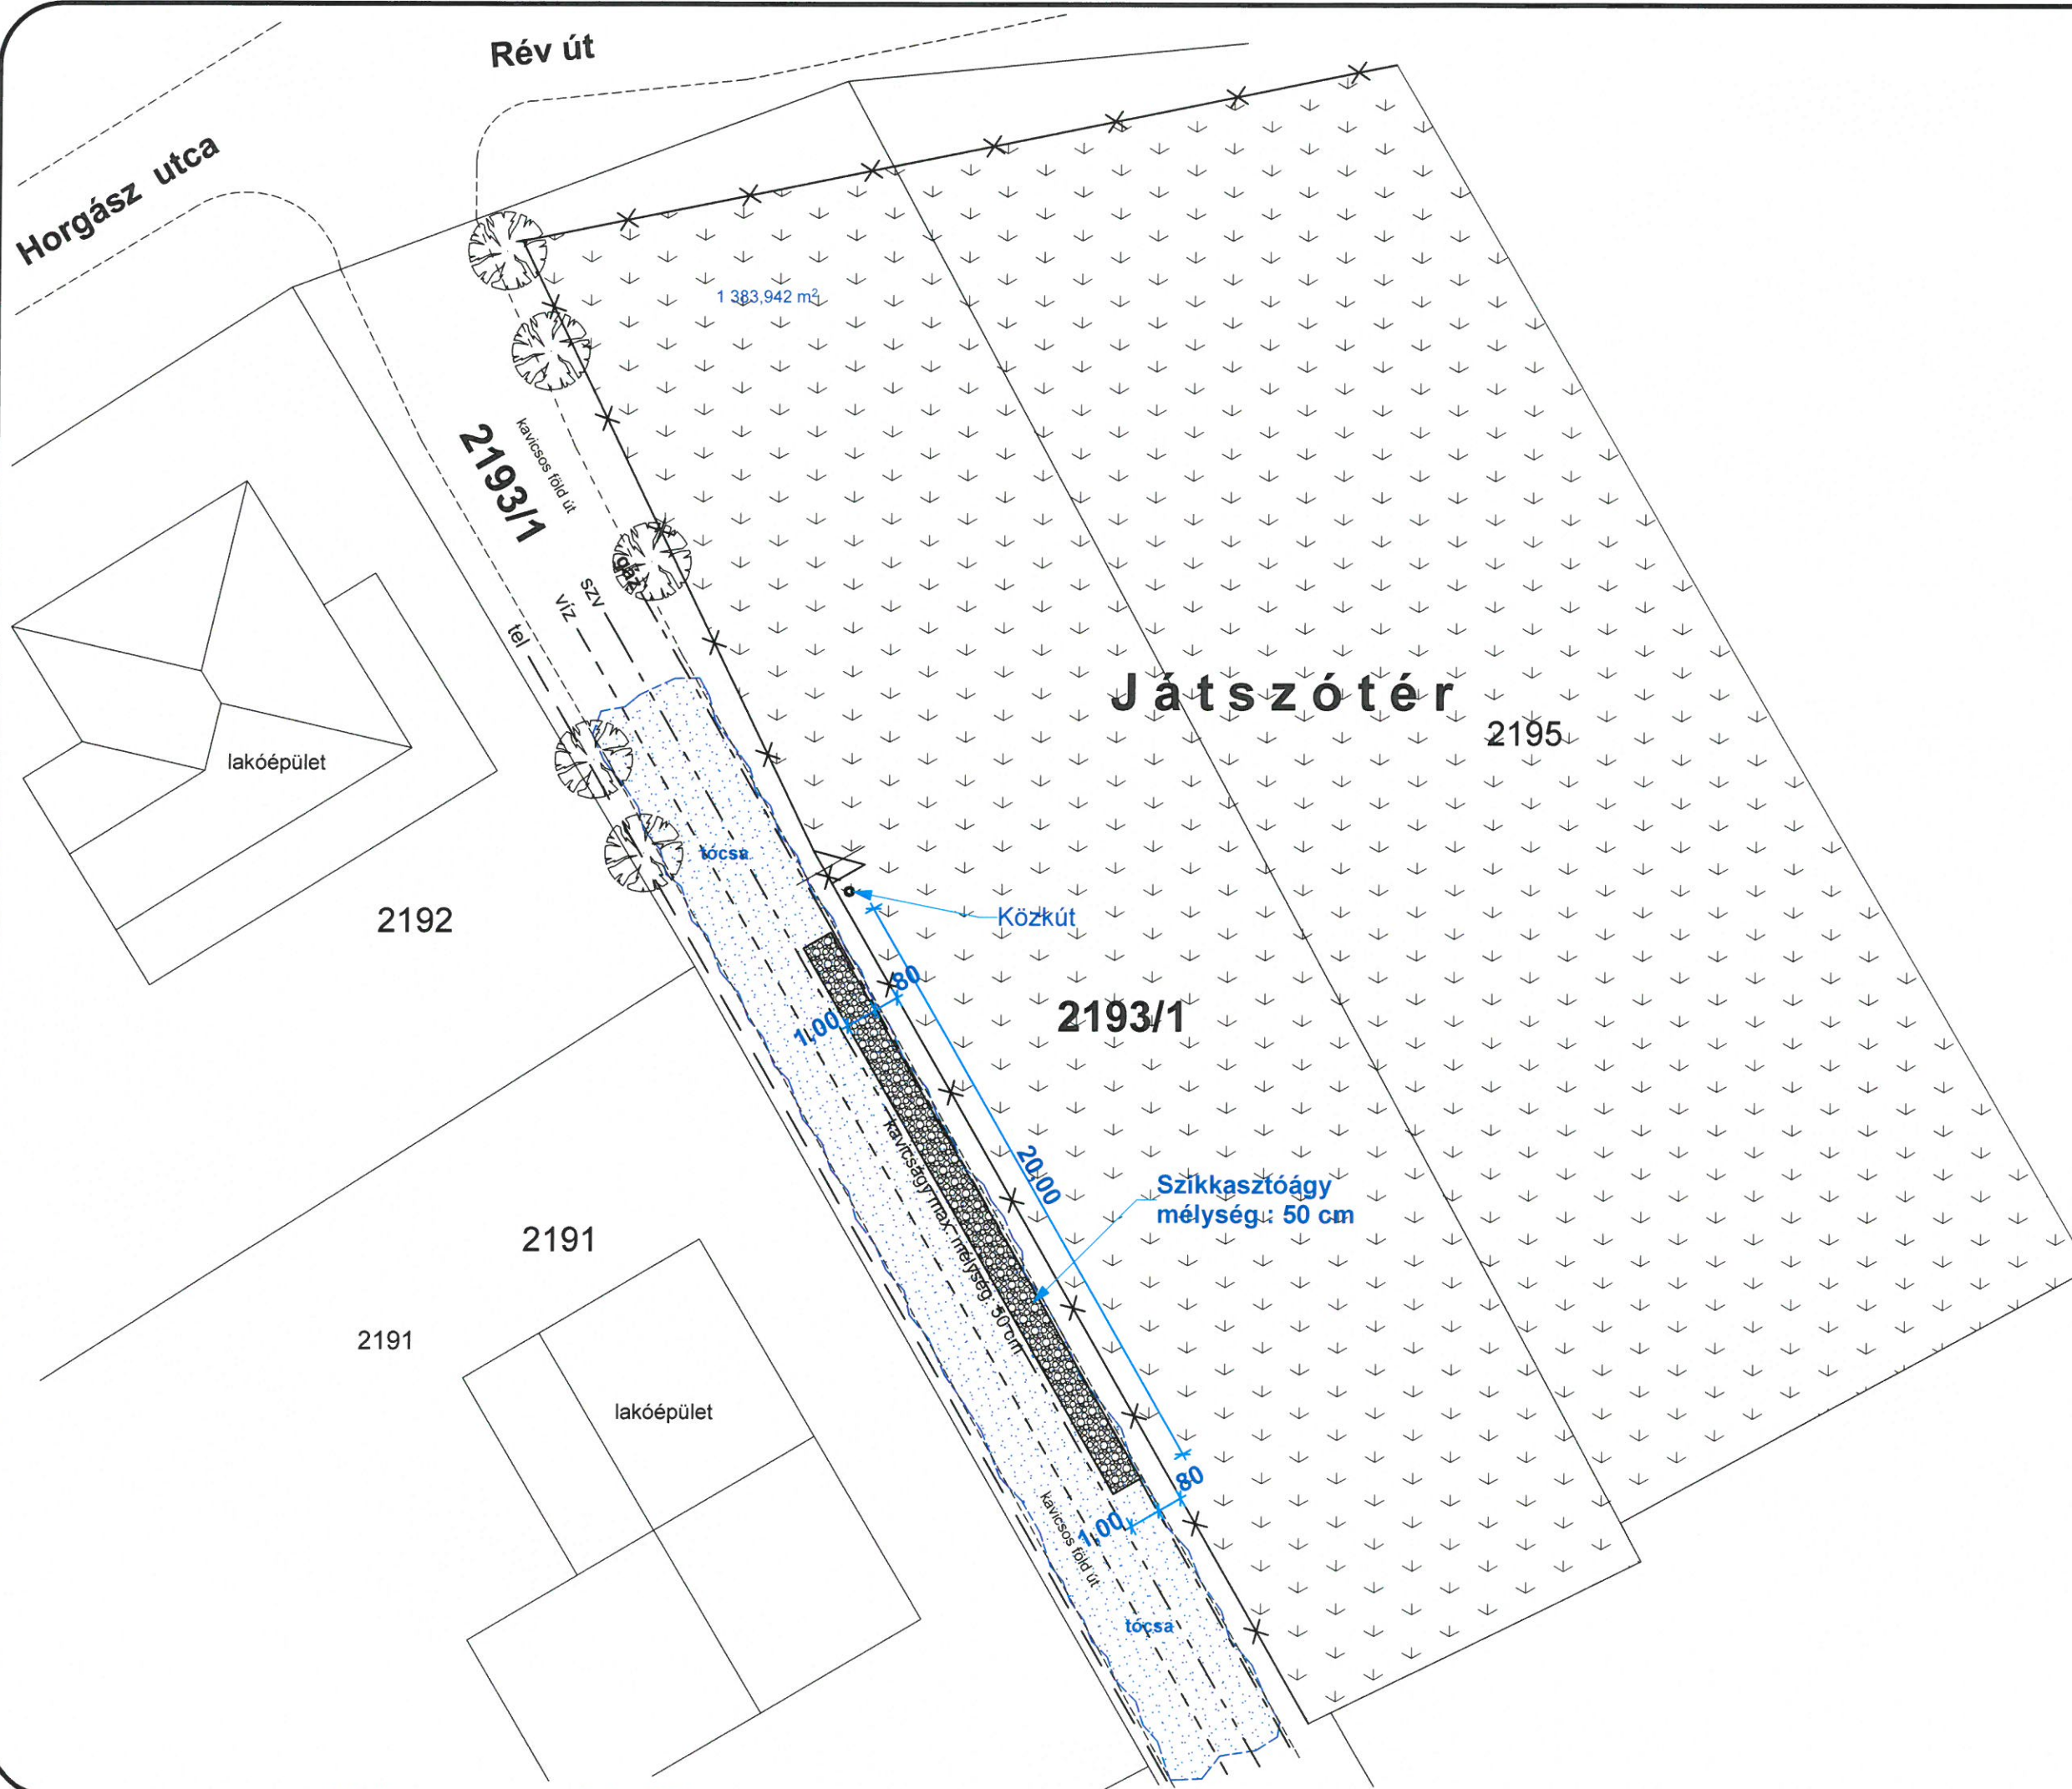 Rév út
Horgász utca
1 383,942 m²
2193/1
kavicsos föld út
gáz
szv
víz
tel
Játszótér
2195
lakóépület
tócsa
2192
Közkút
80
1,00
2193/1
20,00
kavicságy max. mélység: 50 cm
Szikkasztóágy
mélység : 50 cm
2191
2191
lakóépület
80
1,00
kavicsos föld út
tócsa